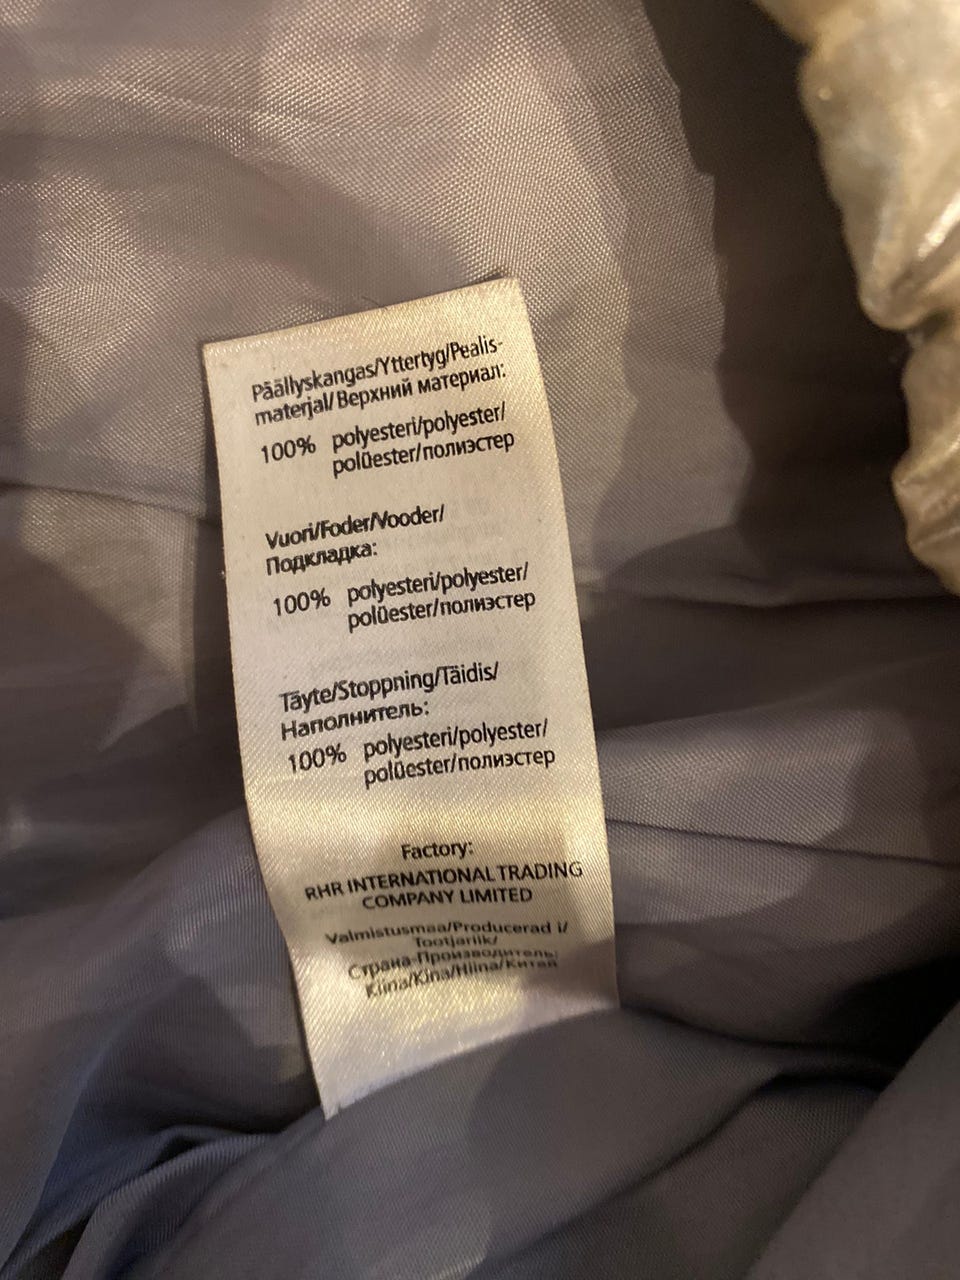 Päällyskangas/Yttertyg/Pealis-
materjal/Верхний материал:
100% polyesteri/polyester/
polüester/полиэстер
Vuori/Foder/Vooder/
Подкладка:
100% polyesteri/polyester/
polüester/полиэстер
Täyte/Stoppning/Täidis/
Наполнитель:
100% polyesteri/polyester/
polüester/полиэстер
Factory:
RHR INTERNATIONAL TRADING
COMPANY LIMITED
Valmistusmaa/Producerad i/
Tootjariik/
Страна-Производитель:
Kiina/Kina/Hiina/Китай